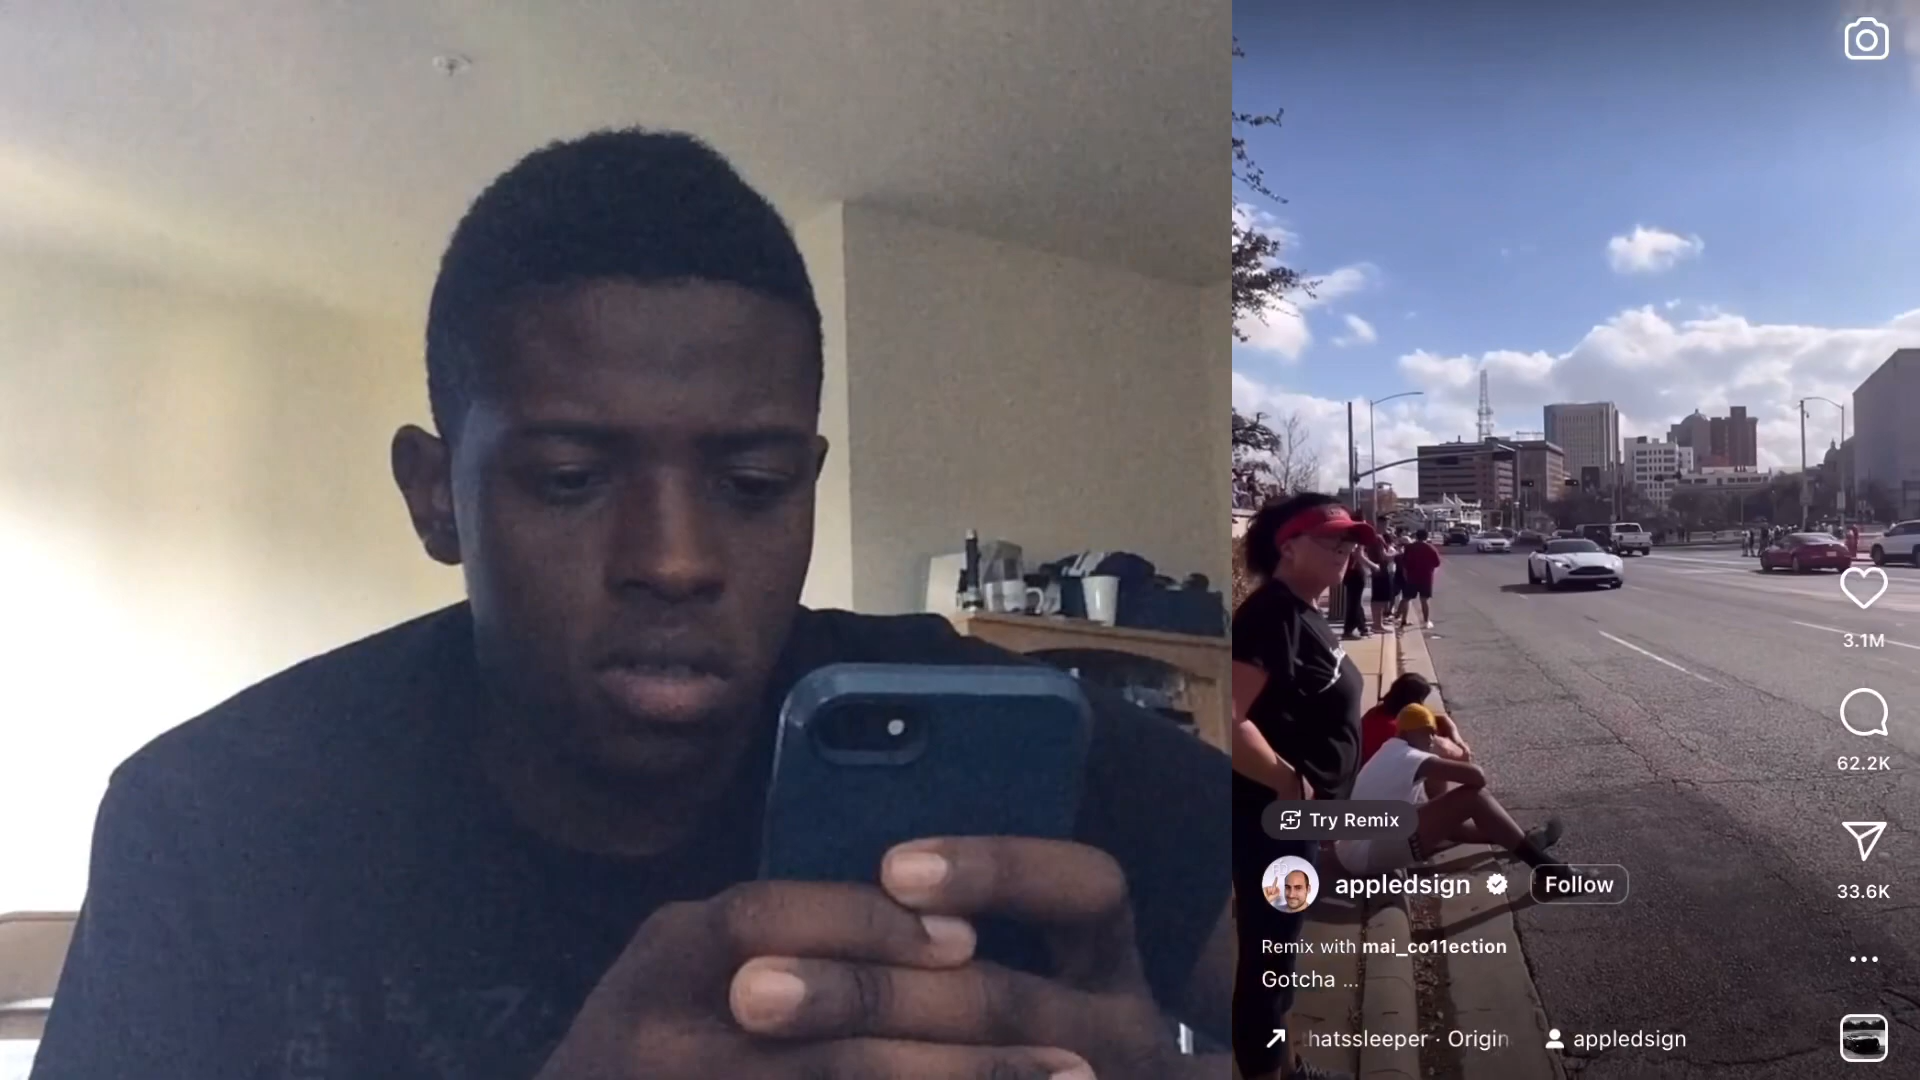 3.1M
62.2K
Try Remix
appledsign
Follow
33.6K
Remix with mai_co11ection
Gotcha ...
hatssleeper · Origin
appledsign